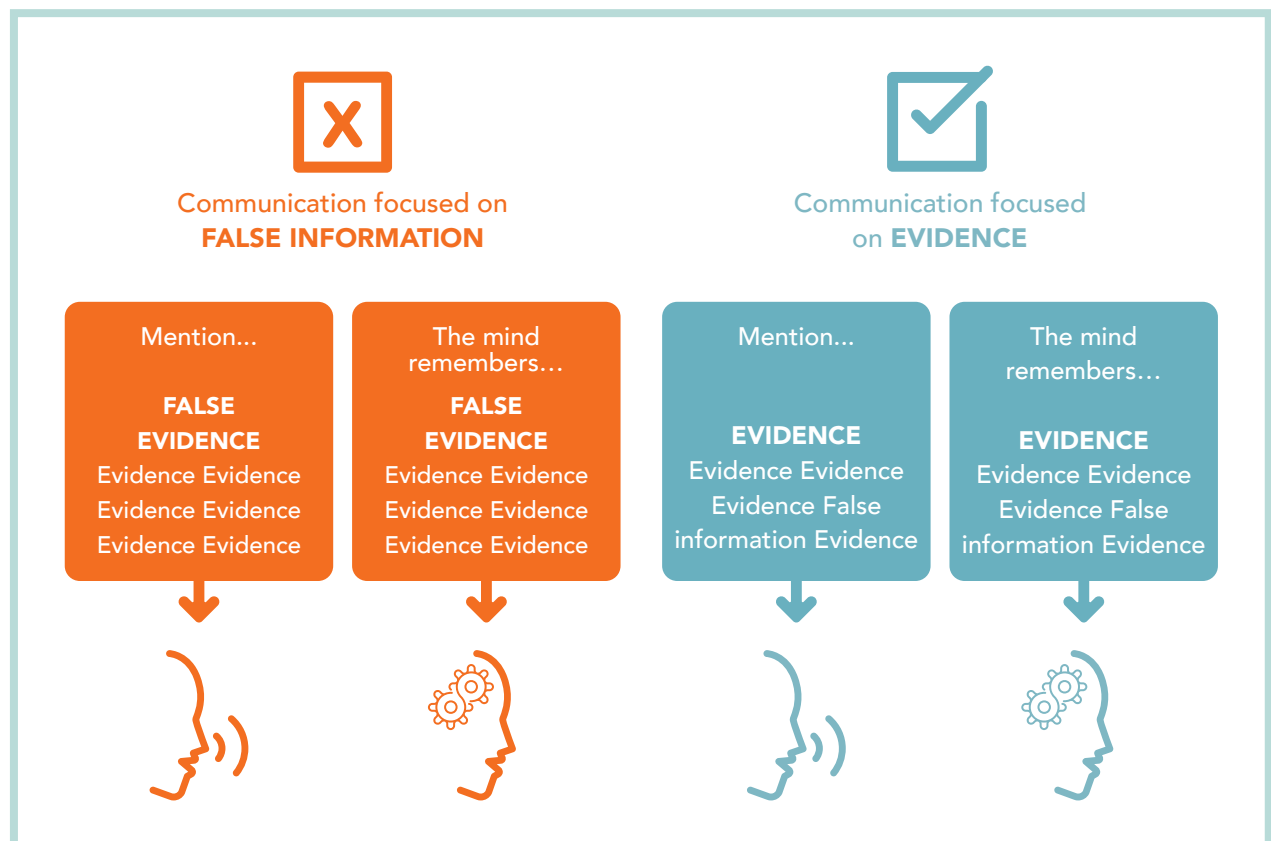 X
Communication focused on
FALSE INFORMATION
Communication focused
on EVIDENCE
Mention...
FALSE
EVIDENCE
Evidence Evidence
Evidence Evidence
Evidence Evidence
The mind
remembers…
FALSE
EVIDENCE
Evidence Evidence
Evidence Evidence
Evidence Evidence
Mention...
EVIDENCE
Evidence Evidence
Evidence False
information Evidence
The mind
remembers…
EVIDENCE
Evidence Evidence
Evidence False
information Evidence